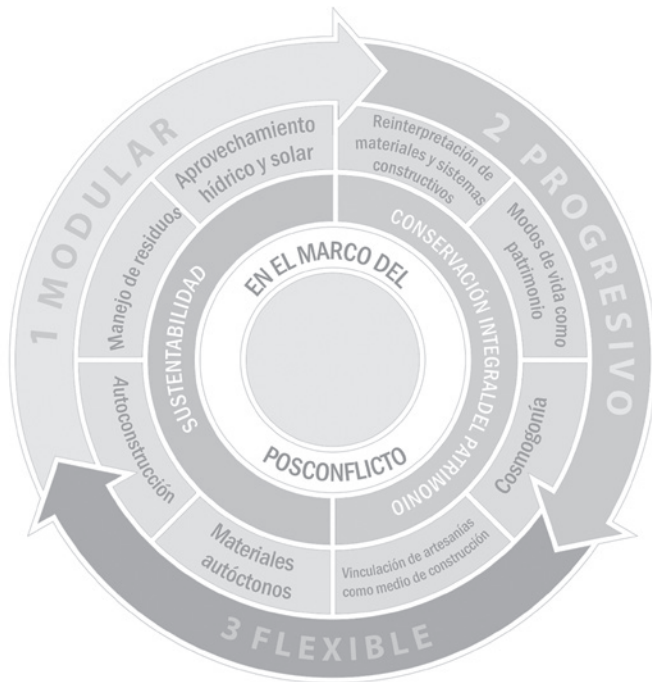 1 MODULAR
2 PROGRESIVO
3 FLEXIBLE
Aprovechamiento
hídrico y solar
Reinterpretación de
materiales y sistemas
constructivos
Modos de vida como
patrimonio
Cosmogonía
Vinculación de artesanías
como medio de construcción
Materiales
autóctonos
Autoconstrucción
Manejo de residuos
SUSTENTABILIDAD
CONSERVACIÓN INTEGRAL DEL PATRIMONIO
EN EL MARCO DEL
POSCONFLICTO